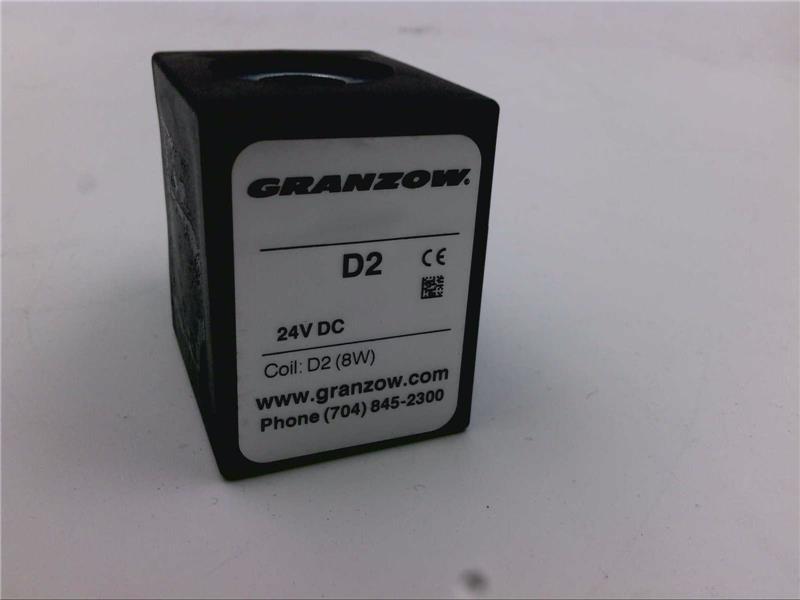 GRANZOW.
D2 CE
24V DC
Coil: D2 (8W)
www.granzow.com
Phone (704) 845-2300